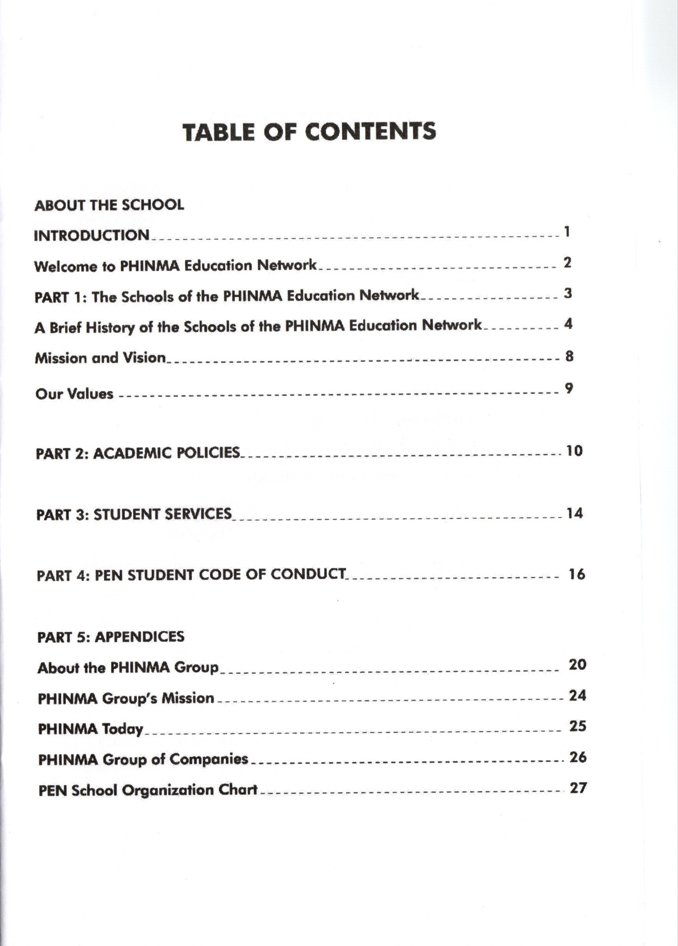 TABLE OF CONTENTS
ABOUT THE SCHOOL
INTRODUCTION 1
Welcome to PHINMA Education Network 2
PART 1: The Schools of the PHINMA Education Network 3
A Brief History of the Schools of the PHINMA Education Network 4
Mission and Vision 8
Our Values 9
PART 2: ACADEMIC POLICIES 10
PART 3: STUDENT SERVICES 14
PART 4: PEN STUDENT CODE OF CONDUCT 16
PART 5: APPENDICES
About the PHINMA Group 20
PHINMA Group's Mission 24
PHINMA Today 25
PHINMA Group of Companies 26
PEN School Organization Chart 27